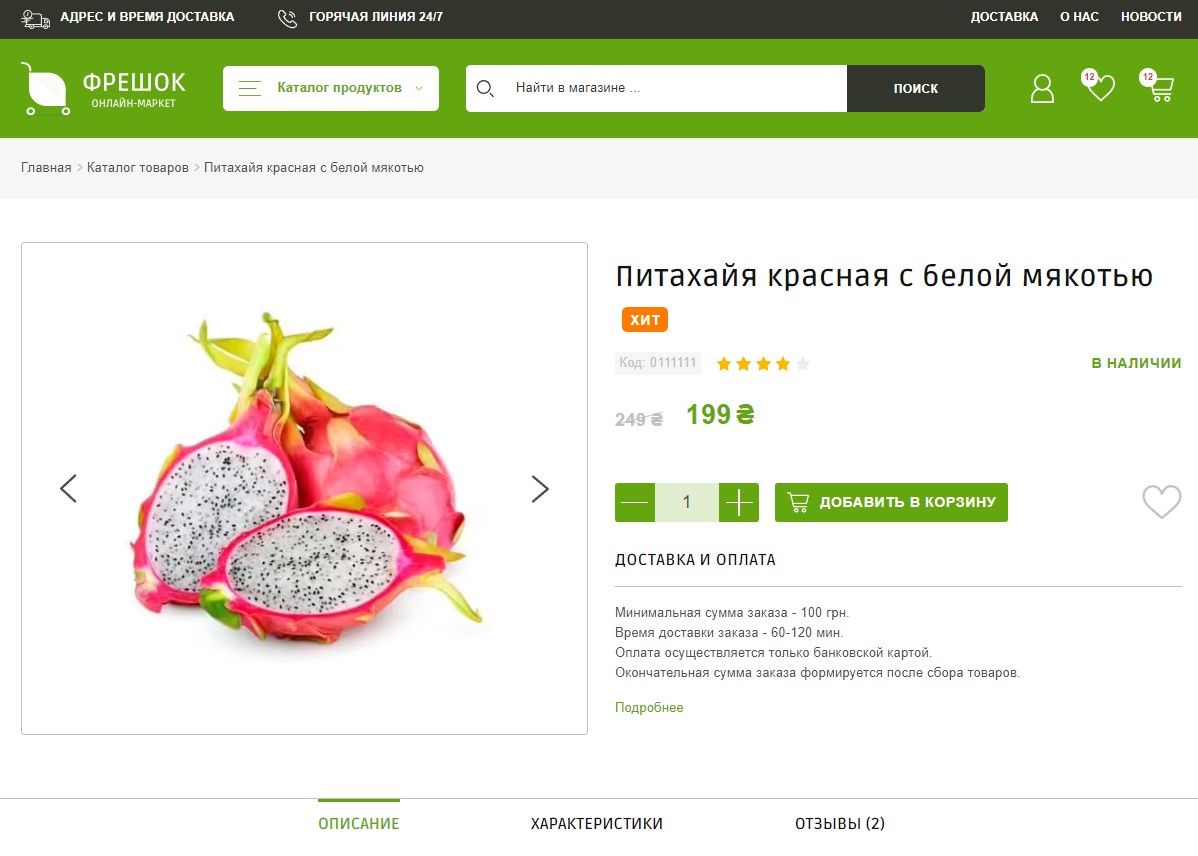 АДРЕС И ВРЕМЯ ДОСТАВКА
ГОРЯЧАЯ ЛИНИЯ 24/7
ДОСТАВКА
О НАС
НОВОСТИ
ФРЕШОК
ОНЛАЙН-МАРКЕТ
Каталог продуктов
Найти в магазине ...
ПОИСК
12
12
Главная > Каталог товаров > Питахайя красная с белой мякотью
Питахайя красная с белой мякотью
ХИТ
Код: 0111111
В НАЛИЧИИ
249 ₴
199 ₴
1
ДОБАВИТЬ В КОРЗИНУ
ДОСТАВКА И ОПЛАТА
Минимальная сумма заказа - 100 грн.
Время доставки заказа - 60-120 мин.
Оплата осуществляется только банковской картой.
Окончательная сумма заказа формируется после сбора товаров.
Подробнее
ОПИСАНИЕ
ХАРАКТЕРИСТИКИ
ОТЗЫВЫ (2)